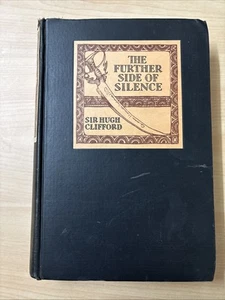 THE
FURTHER
SIDE OF
SILENCE
SIR HUGH
CLIFFORD